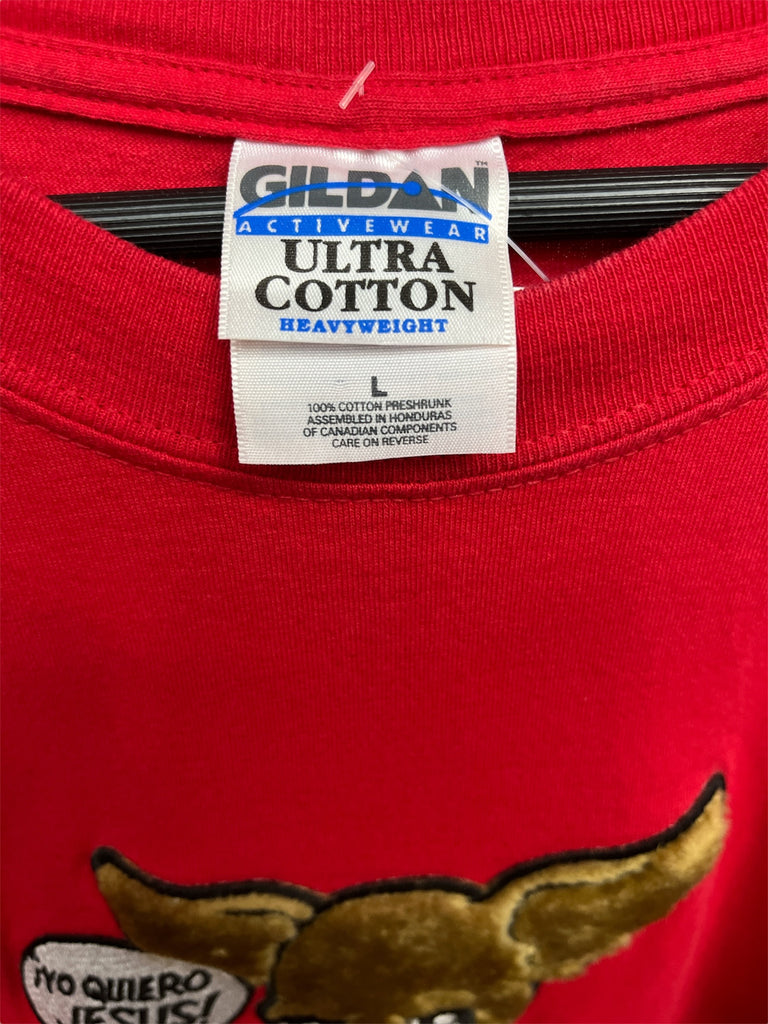 GILDAN™
ACTIVEWEAR
ULTRA
COTTON
HEAVYWEIGHT
L
100% COTTON PRESHRUNK
ASSEMBLED IN HONDURAS
OF CANADIAN COMPONENTS
CARE ON REVERSE
¡YO QUIERO
JESUS!